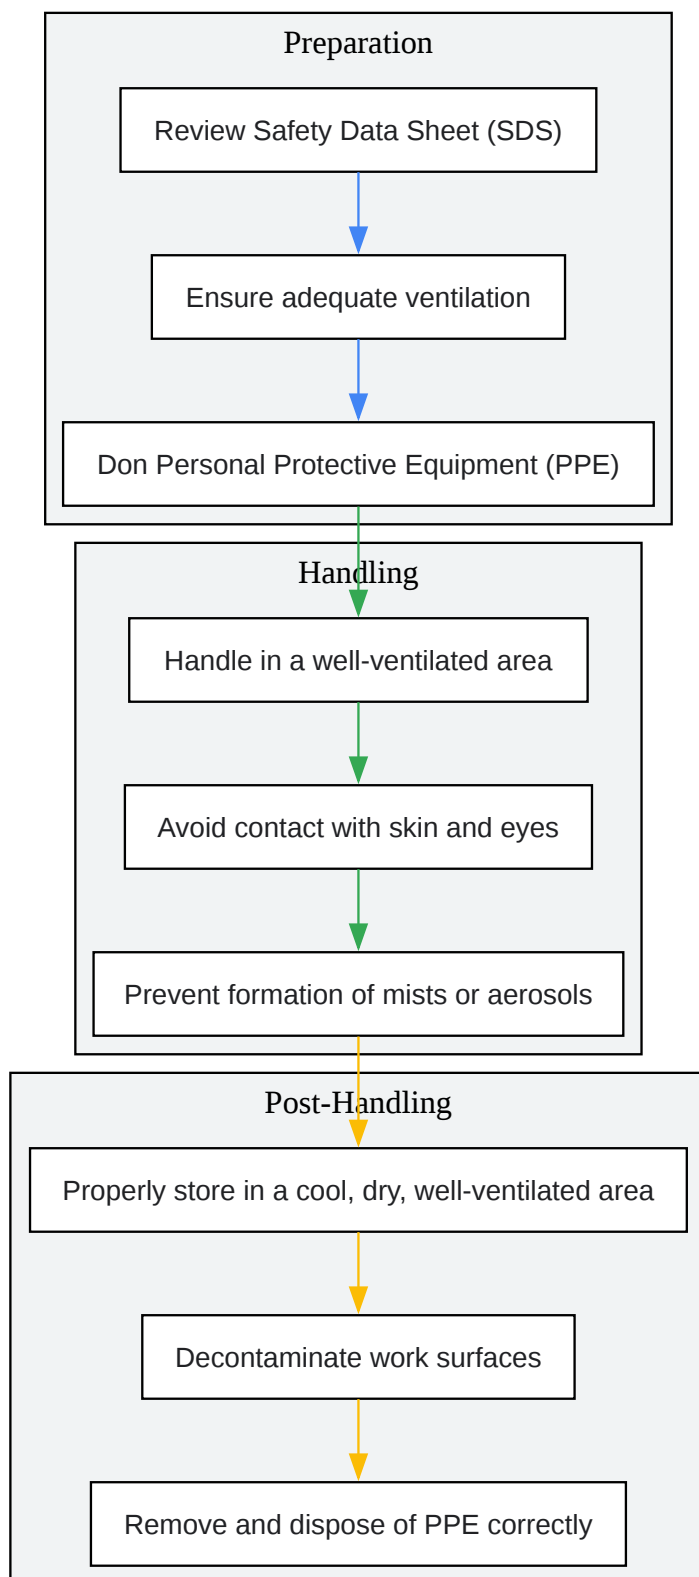 Preparation
Review Safety Data Sheet (SDS)
Ensure adequate ventilation
Don Personal Protective Equipment (PPE)
Handling
Handle in a well-ventilated area
Avoid contact with skin and eyes
Prevent formation of mists or aerosols
Post-Handling
Properly store in a cool, dry, well-ventilated area
Decontaminate work surfaces
Remove and dispose of PPE correctly